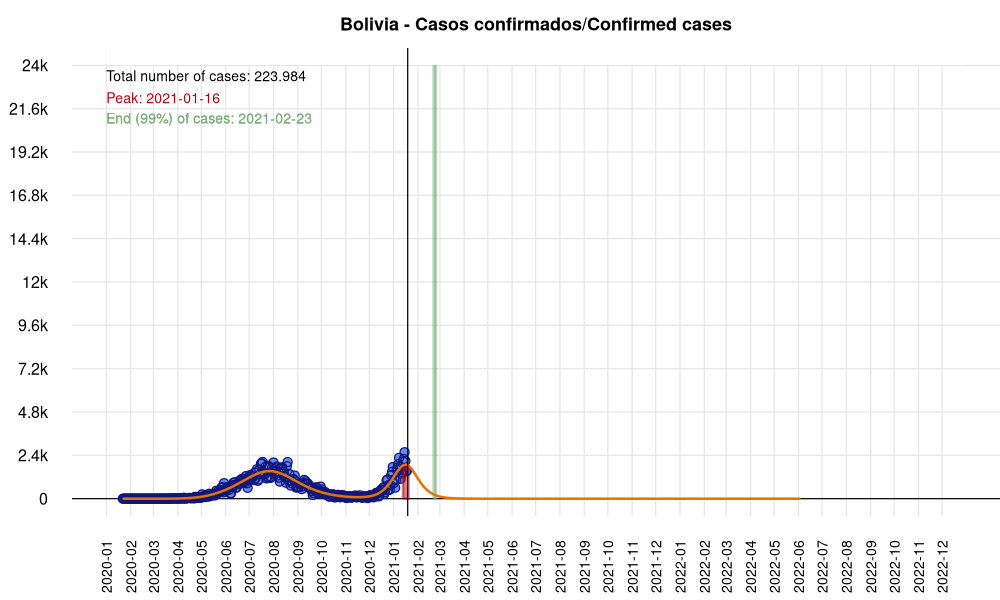 Bolivia - Casos confirmados/Confirmed cases
24k
21.6k
19.2k
16.8k
14.4k
12k
9.6k
7.2k
4.8k
2.4k
0
Total number of cases: 223.984
Peak: 2021-01-16
End (99%) of cases: 2021-02-23
2020-01
2020-02
2020-03
2020-04
2020-05
2020-06
2020-07
2020-08
2020-09
2020-10
2020-11
2020-12
2021-01
2021-02
2021-03
2021-04
2021-05
2021-06
2021-07
2021-08
2021-09
2021-10
2021-11
2021-12
2022-01
2022-02
2022-03
2022-04
2022-05
2022-06
2022-07
2022-08
2022-09
2022-10
2022-11
2022-12